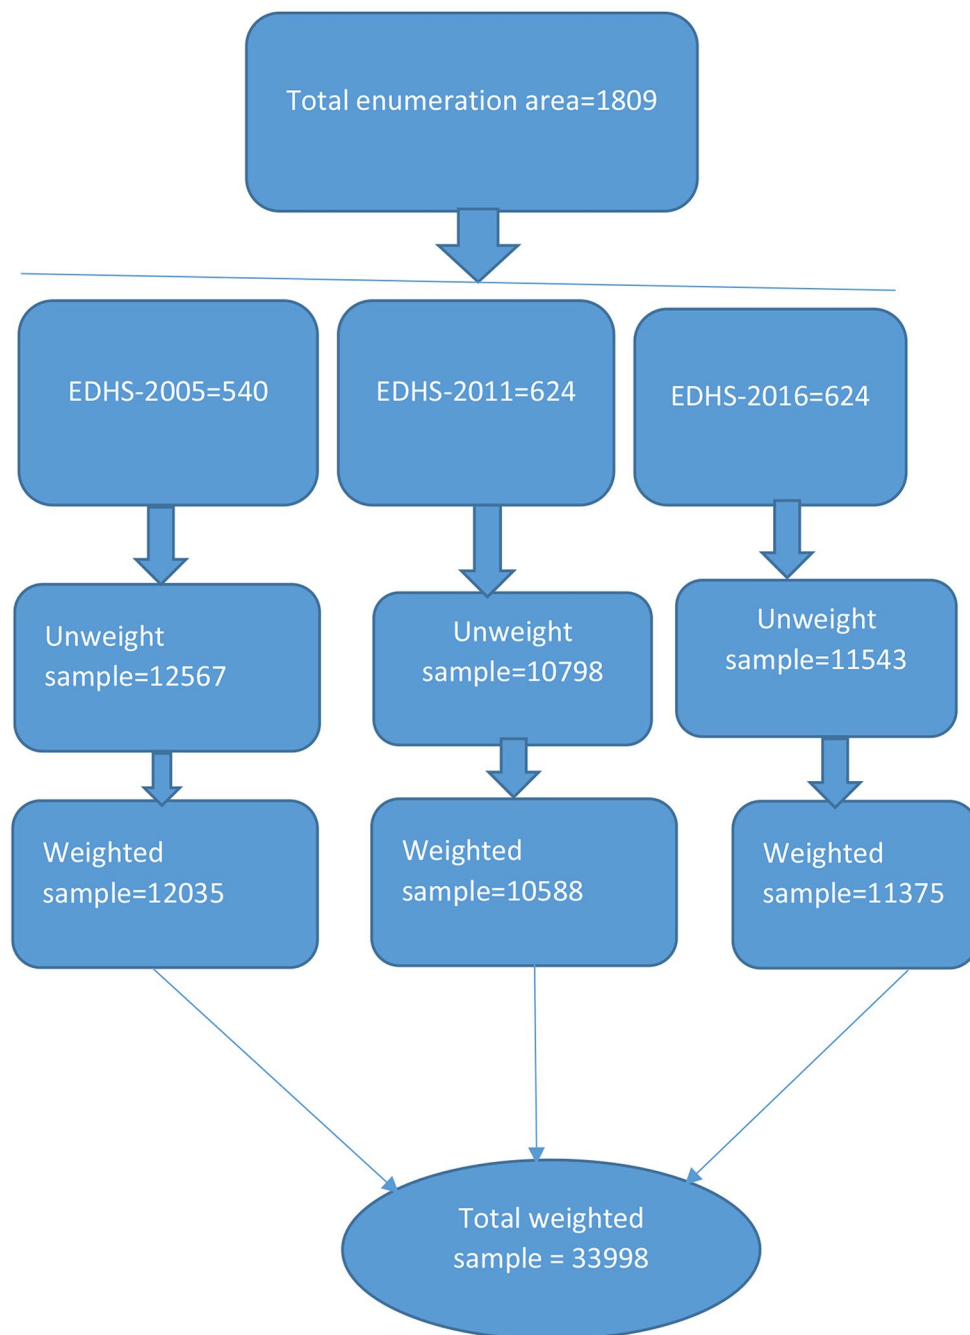 Total enumeration area=1809
EDHS-2005=540
EDHS-2011=624
EDHS-2016=624
Unweight
sample=12567
Unweight
sample=10798
Unweight
sample=11543
Weighted
sample=12035
Weighted
sample=10588
Weighted
sample=11375
Total weighted
sample = 33998